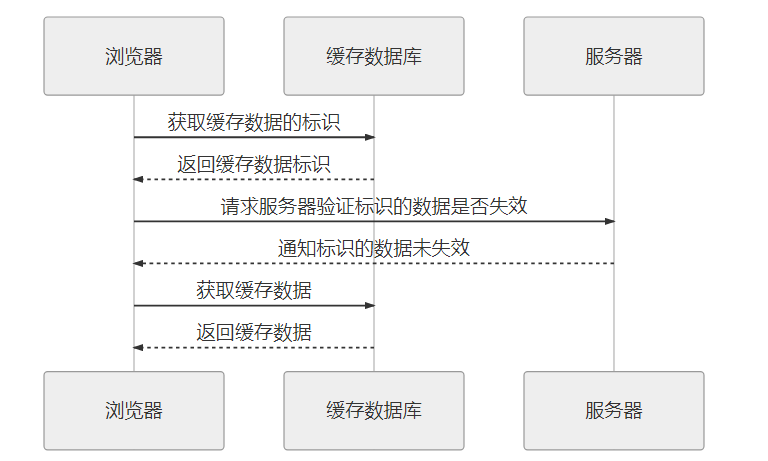 浏览器
缓存数据库
服务器
获取缓存数据的标识
返回缓存数据标识
请求服务器验证标识的数据是否失效
通知标识的数据未失效
获取缓存数据
返回缓存数据
浏览器
缓存数据库
服务器